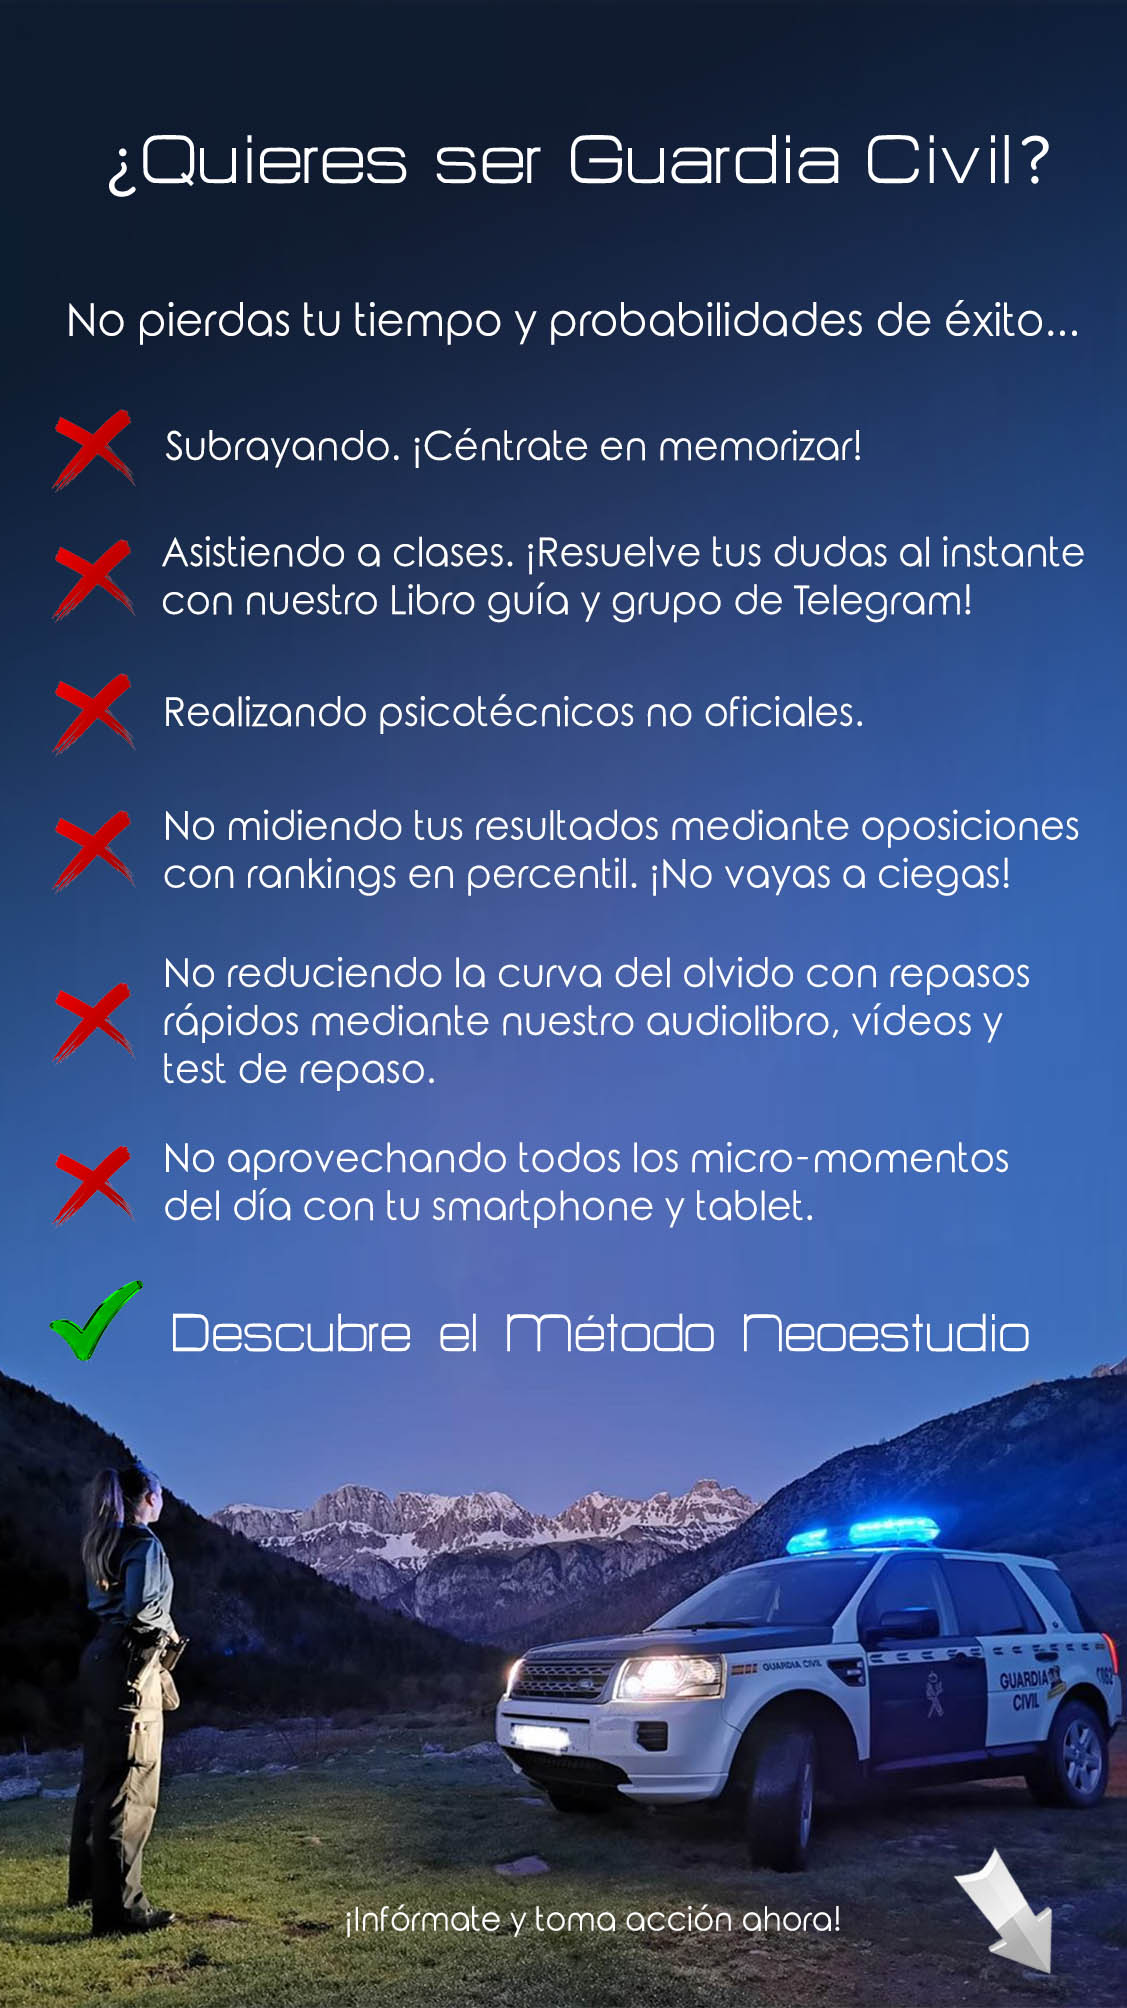 ¿Quieres ser Guardia Civil?
No pierdas tu tiempo y probabilidades de éxito...
Subrayando. ¡Céntrate en memorizar!
Asistiendo a clases. ¡Resuelve tus dudas al instante
con nuestro Libro guía y grupo de Telegram!
Realizando psicotécnicos no oficiales.
No midiendo tus resultados mediante oposiciones
con rankings en percentil. ¡No vayas a ciegas!
No reduciendo la curva del olvido con repasos
rápidos mediante nuestro audiolibro, vídeos y
test de repaso.
No aprovechando todos los micro-momentos
del día con tu smartphone y tablet.
Descubre el Método Neoestudio
GUARDIA CIVIL
GUARDIA
CIVIL
062
¡Infórmate y toma acción ahora!